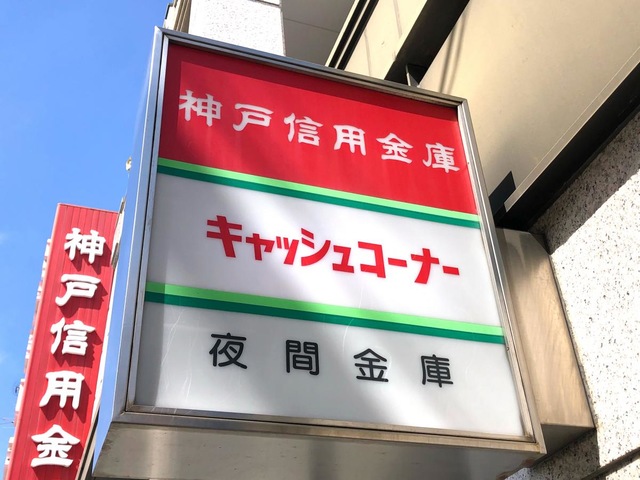 神戸信用金庫
キャッシュコーナー
夜間金庫
神戸信用金